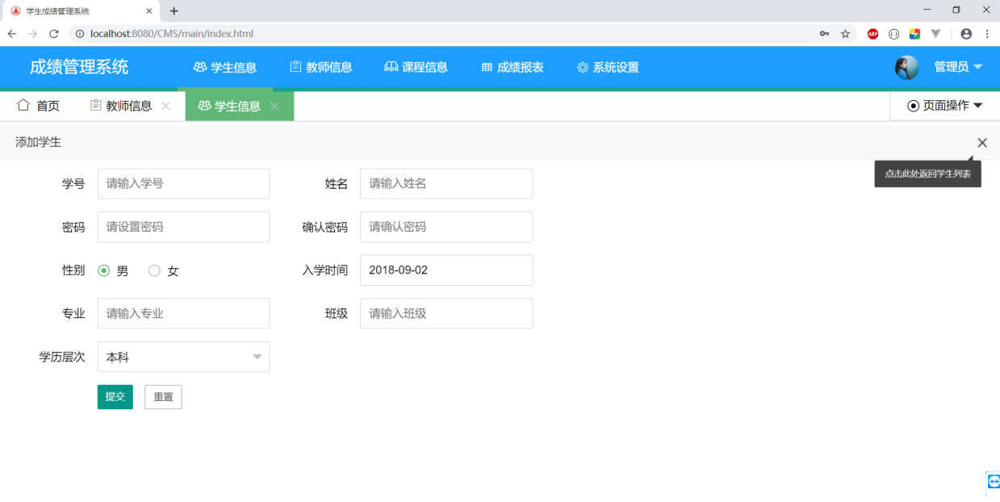 学生成绩管理系统
localhost:8080/CMS/main/index.html
ABP
成绩管理系统 学生信息 教师信息 课程信息 成绩报表 系统设置 管理员
首页 教师信息 学生信息 页面操作
添加学生
点击此处返回学生列表
学号 请输入学号 姓名 请输入姓名
密码 请设置密码 确认密码 请确认密码
性别 男 女 入学时间 2018-09-02
专业 请输入专业 班级 请输入班级
学历层次 本科
提交 重置